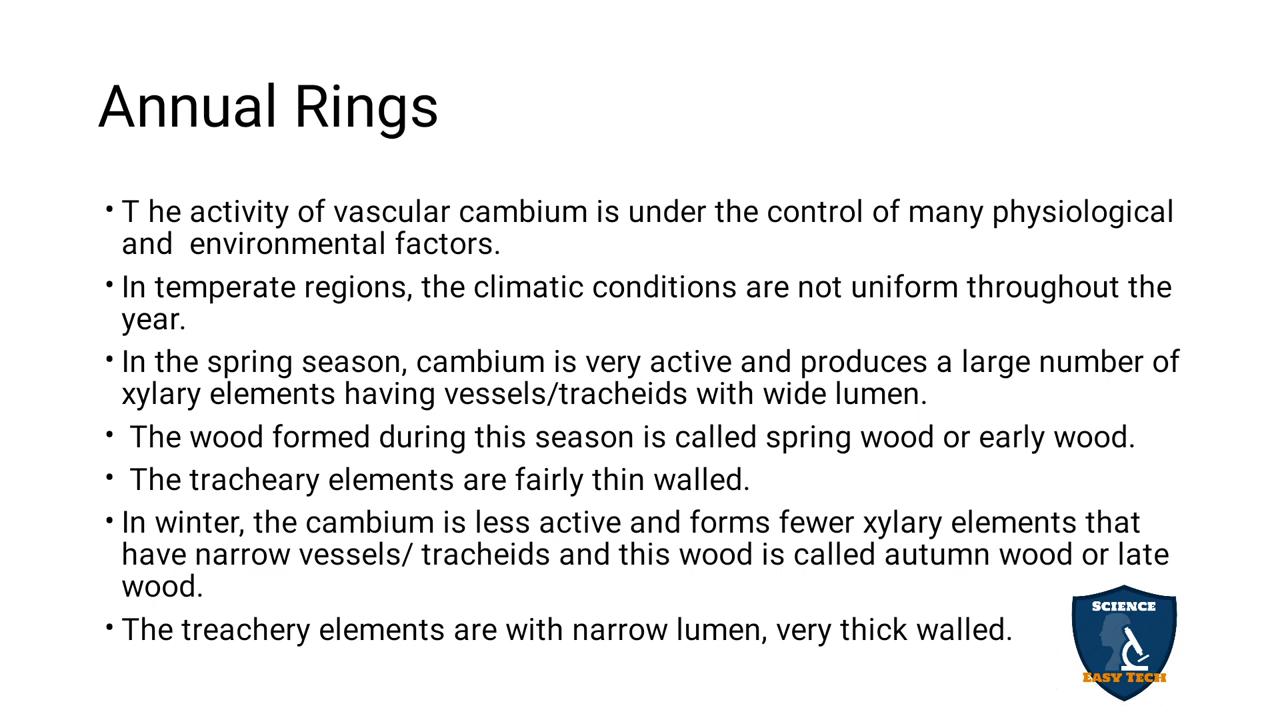 Annual Rings
• T he activity of vascular cambium is under the control of many physiological
and  environmental factors.
• In temperate regions, the climatic conditions are not uniform throughout the
year.
• In the spring season, cambium is very active and produces a large number of
xylary elements having vessels/tracheids with wide lumen.
•  The wood formed during this season is called spring wood or early wood.
•  The tracheary elements are fairly thin walled.
• In winter, the cambium is less active and forms fewer xylary elements that
have narrow vessels/ tracheids and this wood is called autumn wood or late
wood.
• The treachery elements are with narrow lumen, very thick walled.
SCIENCE
EASY TECH